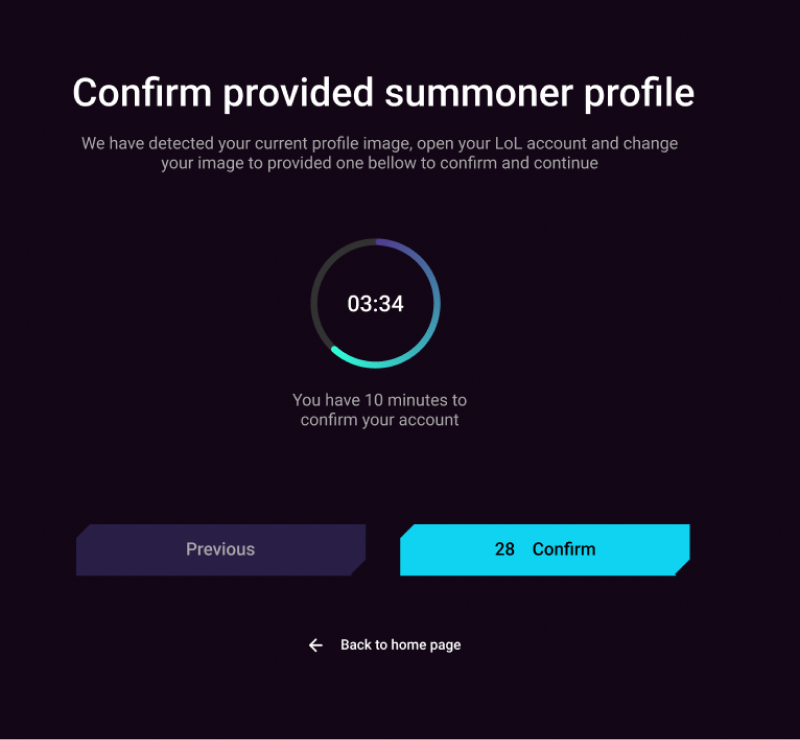 Confirm provided summoner profile
We have detected your current profile image, open your LoL account and change
your image to provided one bellow to confirm and continue
03:34
You have 10 minutes to
confirm your account
Previous
28 Confirm
Back to home page